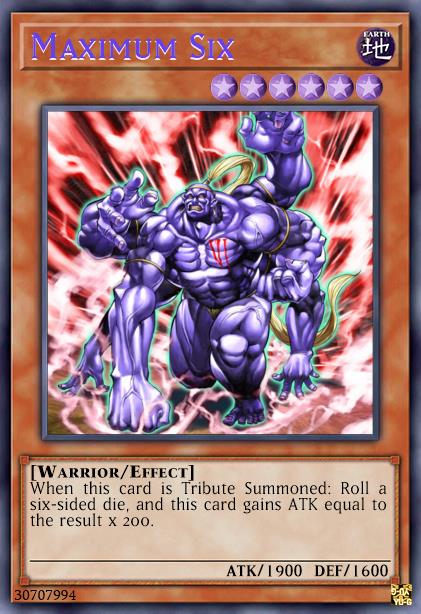 Maximum Six
EARTH
地
[Warrior/Effect]
When this card is Tribute Summoned: Roll a
six-sided die, and this card gains ATK equal to
the result x 200.
ATK/1900 DEF/1600
30707994